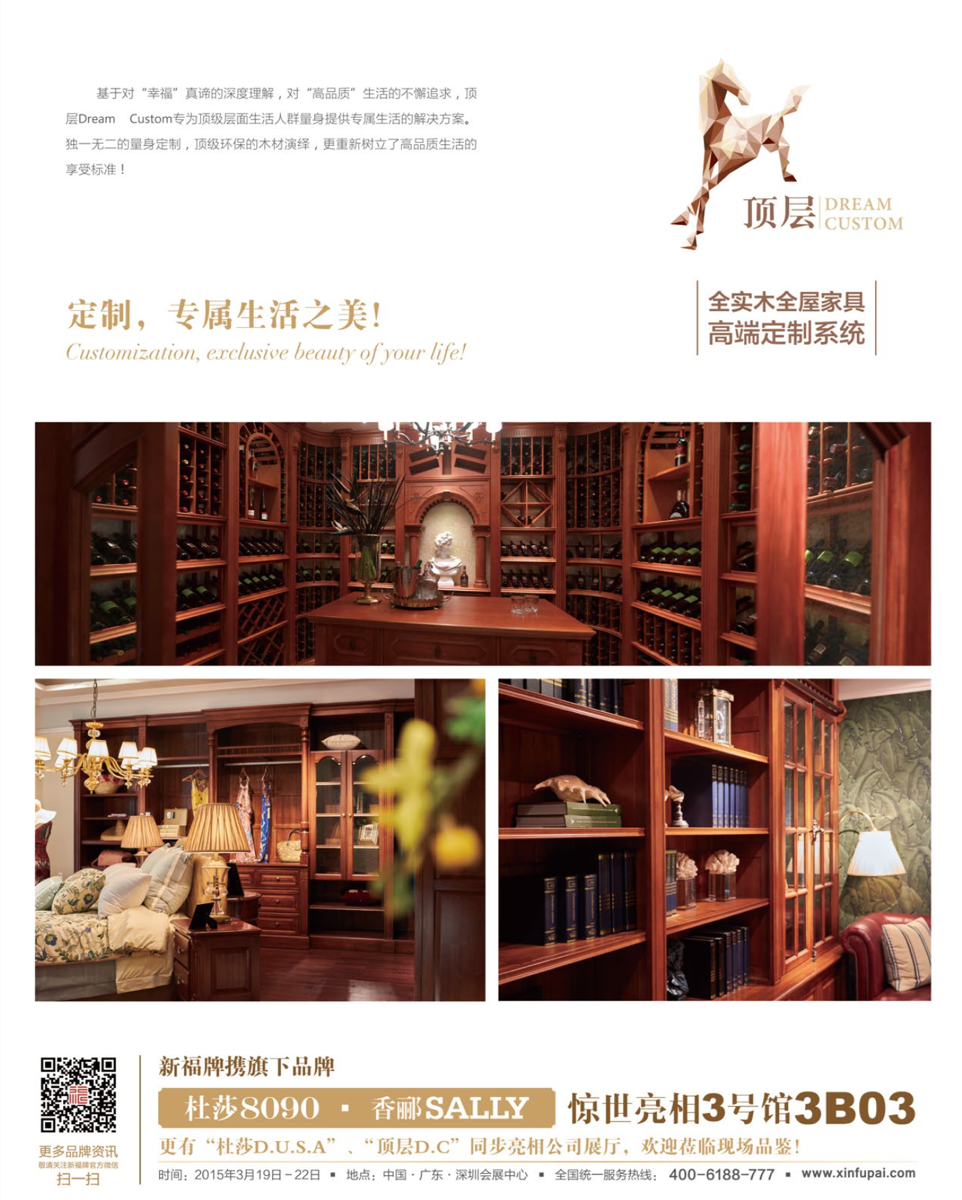 基于对“幸福”真谛的深度理解，对“高品质”生活的不懈追求，顶
层Dream Custom专为顶级层面生活人群量身提供专属生活的解决方案。
独一无二的量身定制，顶级环保的木材演绎，更重新树立了高品质生活的
享受标准！
顶层 DREAM
CUSTOM
定制，专属生活之美！
Customization, exclusive beauty of your life!
全实木全屋家具
高端定制系统
新福牌携旗下品牌
杜莎8090 · 香郦SALLY 惊世亮相3号馆3B03
更有“杜莎D.U.S.A”、“顶层D.C”同步亮相公司展厅，欢迎莅临现场品鉴！
时间：2015年3月19日－22日 ▪ 地点：中国·广东·深圳会展中心 ▪ 全国统一服务热线：400-6188-777 ▪ www.xinfupai.com
更多品牌资讯
敬请关注新福牌官方微信
扫一扫